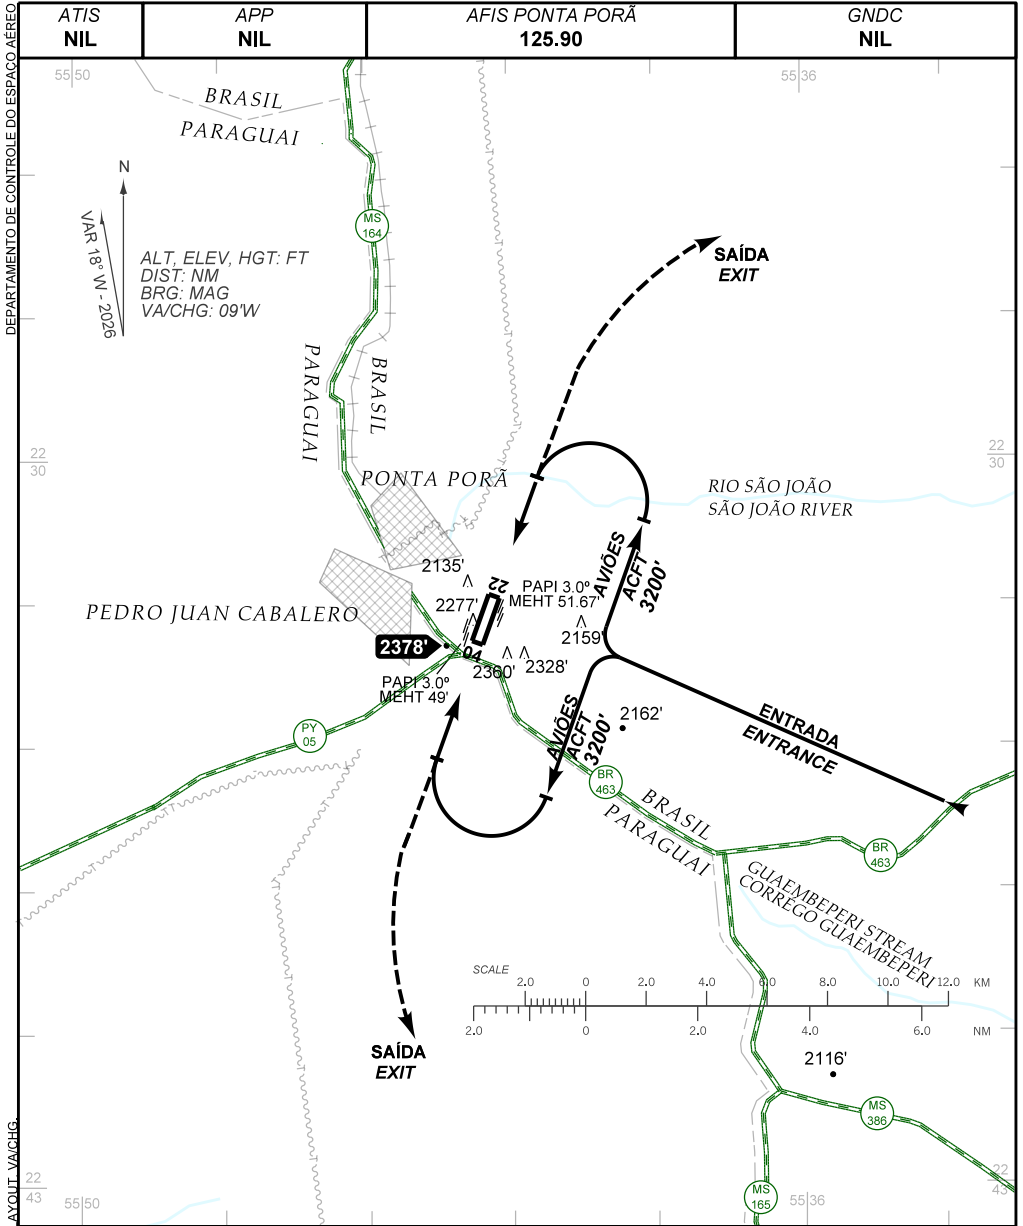 ATIS
NIL
APP
NIL
AFIS PONTA PORÃ
125.90
GNDC
NIL
DEPARTAMENTO DE CONTROLE DO ESPAÇO AÉREO
55 50
55 36
BRASIL
PARAGUAI
N
VAR 18° W - 2026
ALT, ELEV, HGT: FT
DIST: NM
BRG: MAG
VA/CHG: 09'W
MS
164
SAÍDA
EXIT
PARAGUAI
BRASIL
22
30
22
30
PONTA PORÃ
RIO SÃO JOÃO
SÃO JOÃO RIVER
AVIÕES
ACFT
3200'
2135'
22
PAPI 3.0º
MEHT 51.67'
2277'
PEDRO JUAN CABALERO
2159'
2378'
04
2360'
2328'
PAPI 3.0º
MEHT 49'
AVIÕES
ACFT
3200'
2162'
ENTRADA
ENTRANCE
PY
05
BR
463
BRASIL
PARAGUAI
BR
463
GUAEMBEPERI STREAM
CORREGO GUAEMBEPERI
SCALE
2.0 0 2.0 4.0 6.0 8.0 10.0 12.0 KM
2.0 0 2.0 4.0 6.0 NM
SAÍDA
EXIT
2116'
MS
386
22
43
22
43
MS
165
55 50
55 36
AYOUT. VA/CHG.